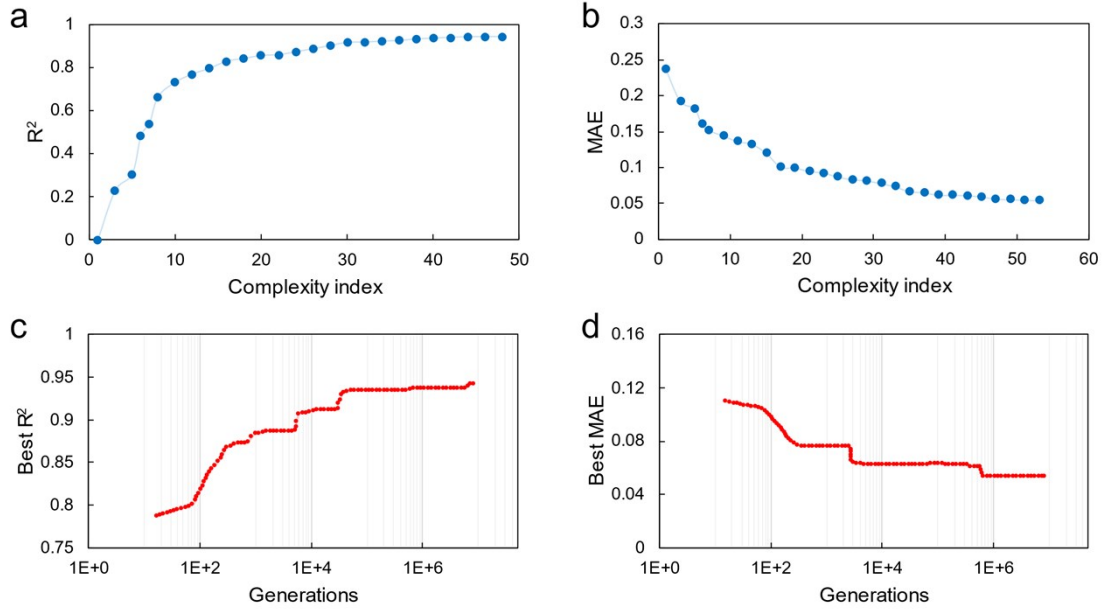 a
1
0.8
0.6
0.4
0.2
0
R²
0 10 20 30 40 50
Complexity index
b
0.3
0.25
0.2
0.15
0.1
0.05
0
MAE
0 10 20 30 40 50 60
Complexity index
c
1
0.95
0.9
0.85
0.8
0.75
Best R²
1E+0 1E+2 1E+4 1E+6
Generations
d
0.16
0.12
0.08
0.04
0
Best MAE
1E+0 1E+2 1E+4 1E+6
Generations